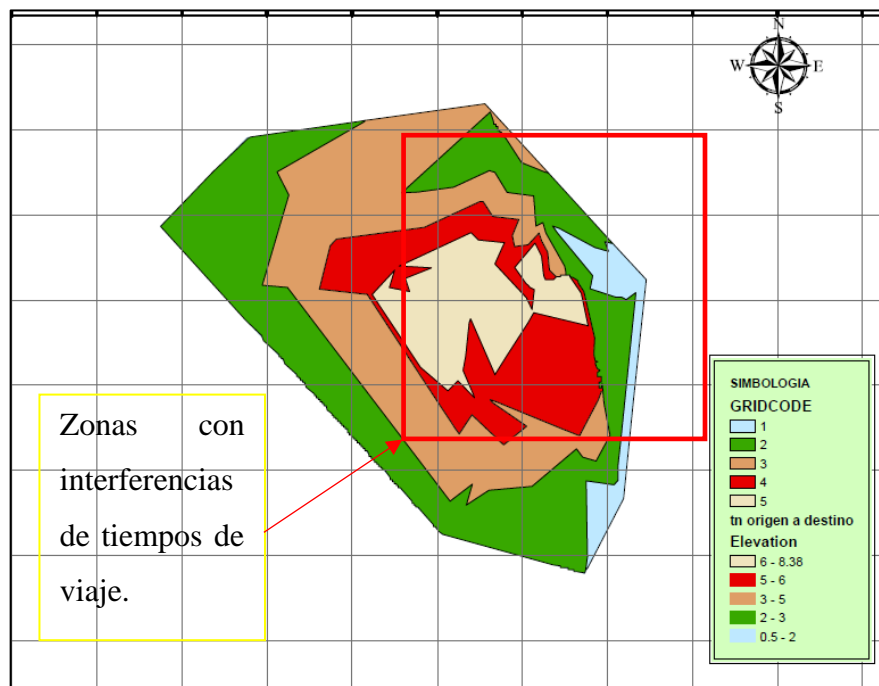 N
W E
S
Zonas con
interferencias
de tiempos de
viaje.
SIMBOLOGIA
GRIDCODE
1
2
3
4
5
tn origen a destino
Elevation
6 - 8.38
5 - 6
3 - 5
2 - 3
0.5 - 2